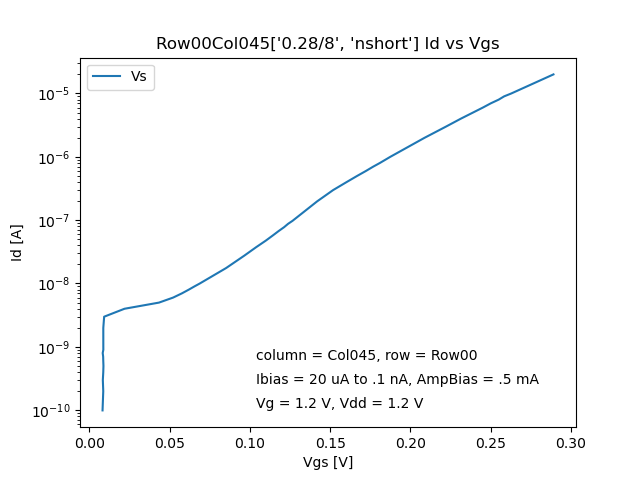 Row00Col045['0.28/8', 'nshort'] Id vs Vgs
Vs
10⁻⁵
10⁻⁶
10⁻⁷
10⁻⁸
10⁻⁹
10⁻¹⁰
Id [A]
column = Col045, row = Row00
Ibias = 20 uA to .1 nA, AmpBias = .5 mA
Vg = 1.2 V, Vdd = 1.2 V
0.00 0.05 0.10 0.15 0.20 0.25 0.30
Vgs [V]